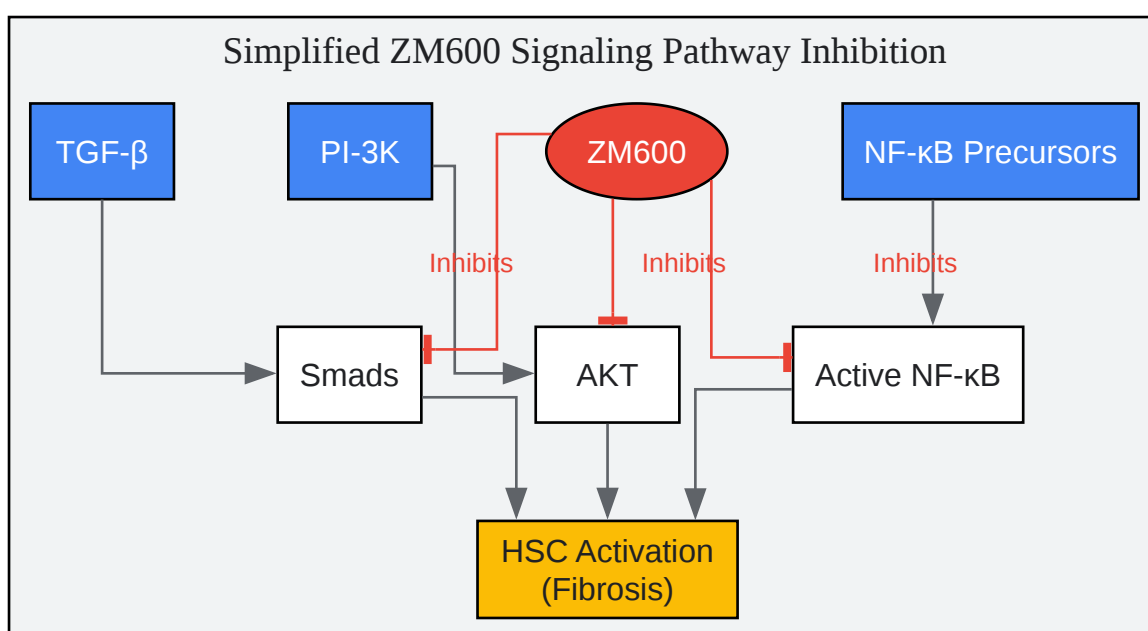 Simplified ZM600 Signaling Pathway Inhibition
TGF-β
PI-3K
ZM600
NF-κB Precursors
Inhibits
Inhibits
Inhibits
Smads
AKT
Active NF-κB
HSC Activation
(Fibrosis)